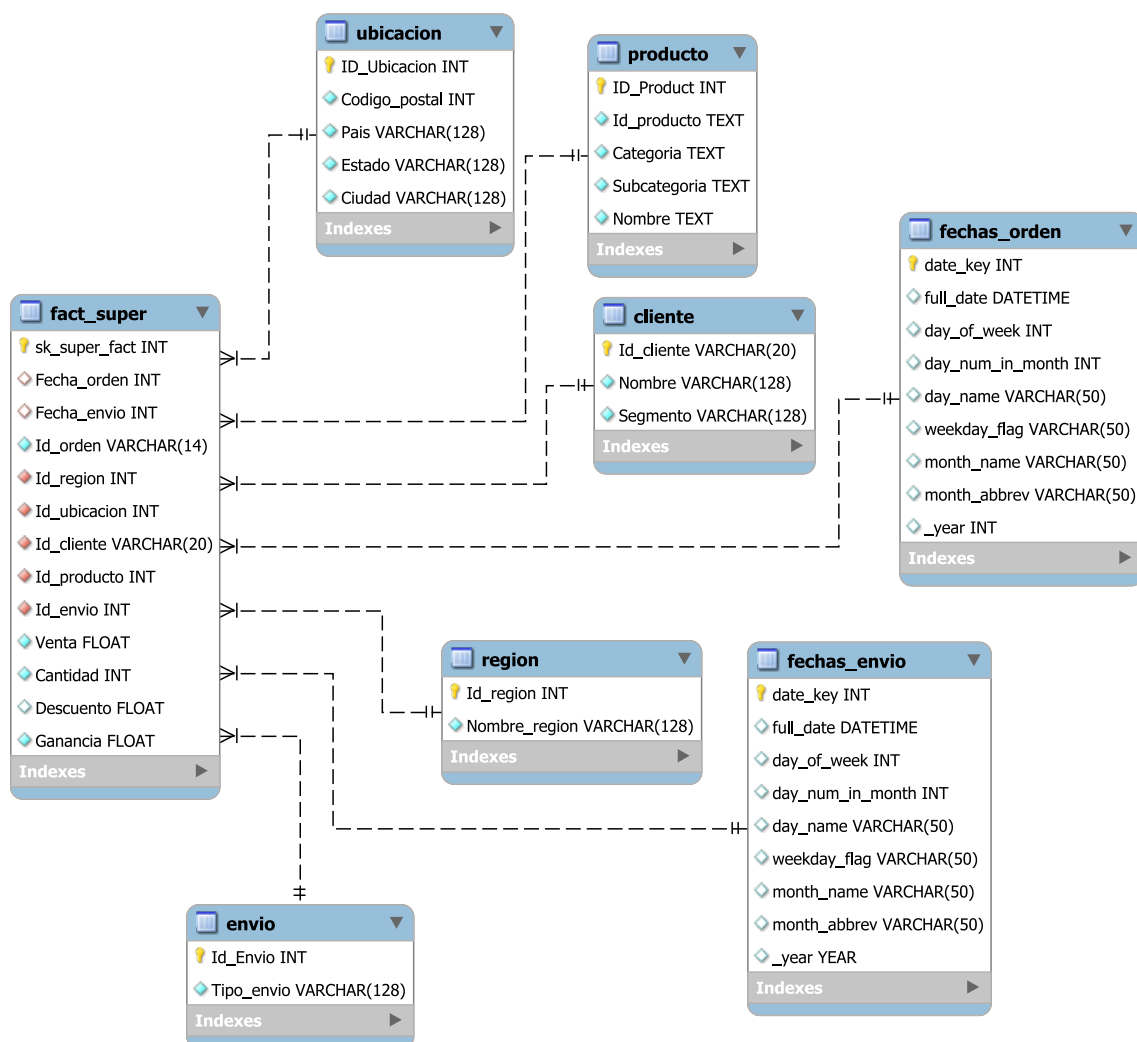 ubicacion
ID_Ubicacion INT
Codigo_postal INT
Pais VARCHAR(128)
Estado VARCHAR(128)
Ciudad VARCHAR(128)
Indexes
producto
ID_Product INT
Id_producto TEXT
Categoria TEXT
Subcategoria TEXT
Nombre TEXT
Indexes
fechas_orden
date_key INT
full_date DATETIME
day_of_week INT
day_num_in_month INT
day_name VARCHAR(50)
weekday_flag VARCHAR(50)
month_name VARCHAR(50)
month_abbrev VARCHAR(50)
_year INT
Indexes
fact_super
sk_super_fact INT
Fecha_orden INT
Fecha_envio INT
Id_orden VARCHAR(14)
Id_region INT
Id_ubicacion INT
Id_cliente VARCHAR(20)
Id_producto INT
Id_envio INT
Venta FLOAT
Cantidad INT
Descuento FLOAT
Ganancia FLOAT
Indexes
cliente
Id_cliente VARCHAR(20)
Nombre VARCHAR(128)
Segmento VARCHAR(128)
Indexes
region
Id_region INT
Nombre_region VARCHAR(128)
Indexes
fechas_envio
date_key INT
full_date DATETIME
day_of_week INT
day_num_in_month INT
day_name VARCHAR(50)
weekday_flag VARCHAR(50)
month_name VARCHAR(50)
month_abbrev VARCHAR(50)
_year YEAR
Indexes
envio
Id_Envio INT
Tipo_envio VARCHAR(128)
Indexes